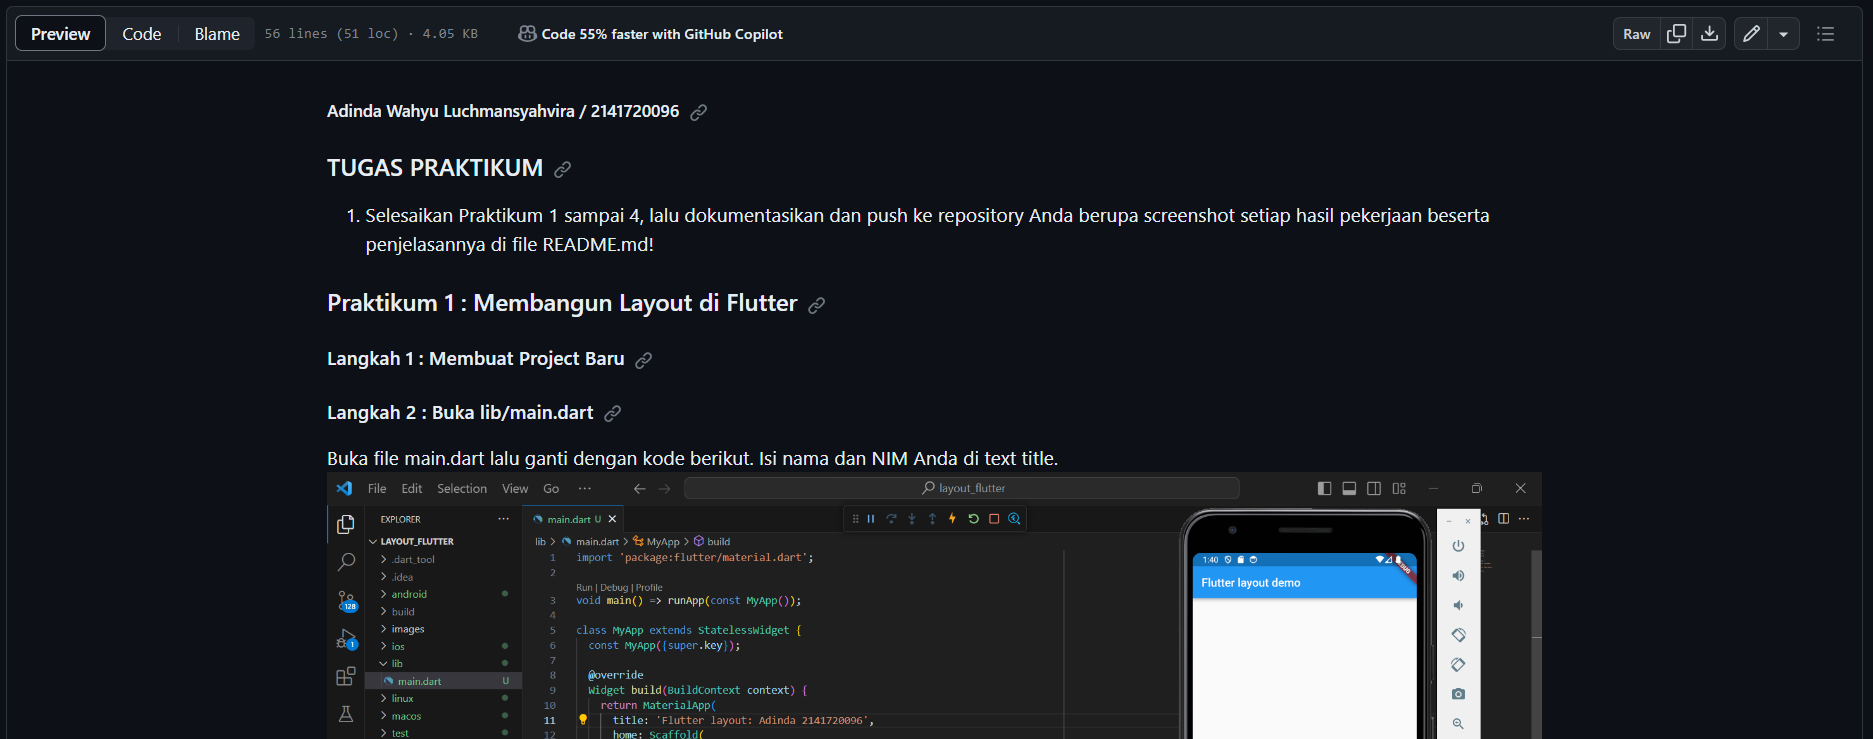 Preview Code Blame 56 lines (51 loc) · 4.05 KB Code 55% faster with GitHub Copilot Raw
Adinda Wahyu Luchmansyahvira / 2141720096
TUGAS PRAKTIKUM
1. Selesaikan Praktikum 1 sampai 4, lalu dokumentasikan dan push ke repository Anda berupa screenshot setiap hasil pekerjaan beserta
penjelasannya di file README.md!
Praktikum 1 : Membangun Layout di Flutter
Langkah 1 : Membuat Project Baru
Langkah 2 : Buka lib/main.dart
Buka file main.dart lalu ganti dengan kode berikut. Isi nama dan NIM Anda di text title.
File Edit Selection View Go ··· layout_flutter
EXPLORER ···
LAYOUT_FLUTTER
.dart_tool
.idea
android
build
images
ios
lib
main.dart U
linux
macos
test
128
1
main.dart U
lib > main.dart > MyApp > build
1 import 'package:flutter/material.dart';
2
Run | Debug | Profile
3 void main() => runApp(const MyApp());
4
5 class MyApp extends StatelessWidget {
6 const MyApp({super.key});
7
8 @override
9 Widget build(BuildContext context) {
10 return MaterialApp(
11 title: 'Flutter layout: Adinda 2141720096',
12 home: Scaffold(
1:40
DEBUG
Flutter layout demo